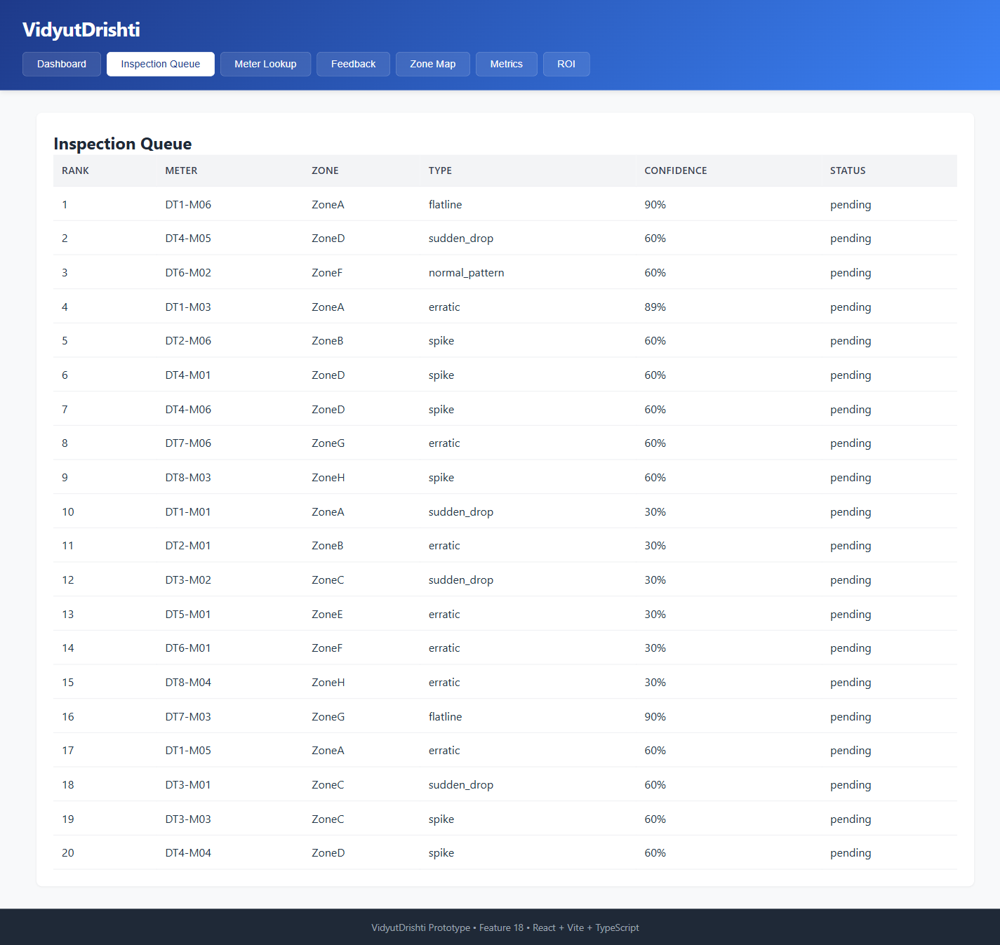 VidyutDrishti
Dashboard Inspection Queue Meter Lookup Feedback Zone Map Metrics ROI
Inspection Queue
RANK METER ZONE TYPE CONFIDENCE STATUS
1 DT1-M06 ZoneA flatline 90% pending
2 DT4-M05 ZoneD sudden_drop 60% pending
3 DT6-M02 ZoneF normal_pattern 60% pending
4 DT1-M03 ZoneA erratic 89% pending
5 DT2-M06 ZoneB spike 60% pending
6 DT4-M01 ZoneD spike 60% pending
7 DT4-M06 ZoneD spike 60% pending
8 DT7-M06 ZoneG erratic 60% pending
9 DT8-M03 ZoneH spike 60% pending
10 DT1-M01 ZoneA sudden_drop 30% pending
11 DT2-M01 ZoneB erratic 30% pending
12 DT3-M02 ZoneC sudden_drop 30% pending
13 DT5-M01 ZoneE erratic 30% pending
14 DT6-M01 ZoneF erratic 30% pending
15 DT8-M04 ZoneH erratic 30% pending
16 DT7-M03 ZoneG flatline 90% pending
17 DT1-M05 ZoneA erratic 60% pending
18 DT3-M01 ZoneC sudden_drop 60% pending
19 DT3-M03 ZoneC spike 60% pending
20 DT4-M04 ZoneD spike 60% pending
VidyutDrishti Prototype • Feature 18 • React + Vite + TypeScript